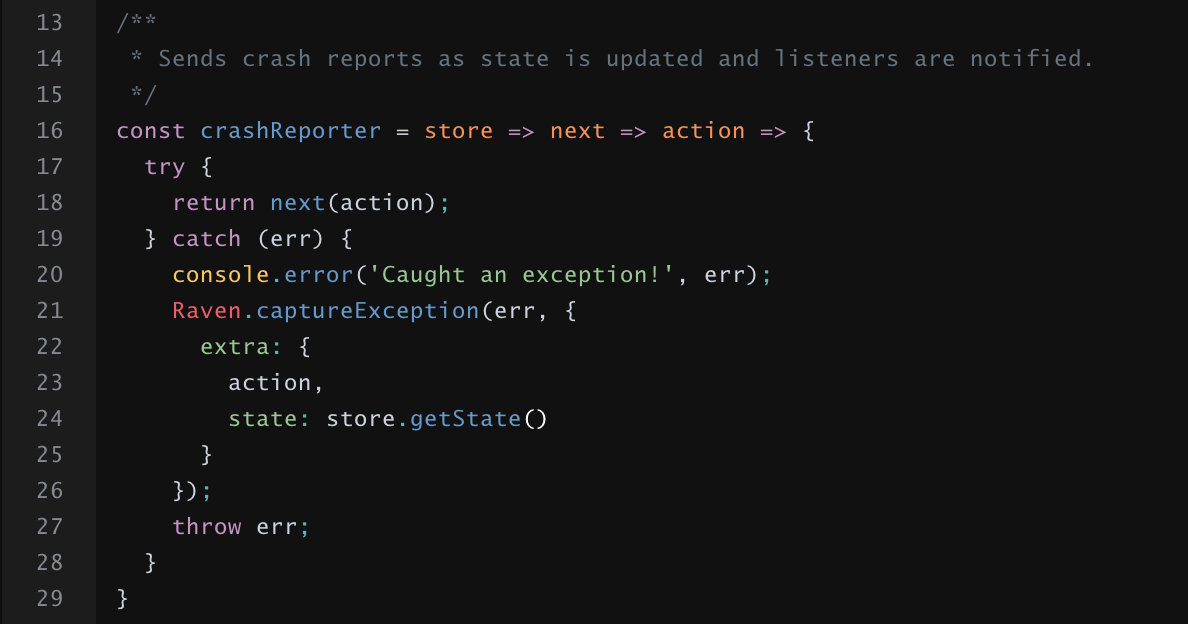 13 /**
14  * Sends crash reports as state is updated and listeners are notified.
15  */
16 const crashReporter = store => next => action => {
17   try {
18     return next(action);
19   } catch (err) {
20     console.error('Caught an exception!', err);
21     Raven.captureException(err, {
22       extra: {
23         action,
24         state: store.getState()
25       }
26     });
27     throw err;
28   }
29 }